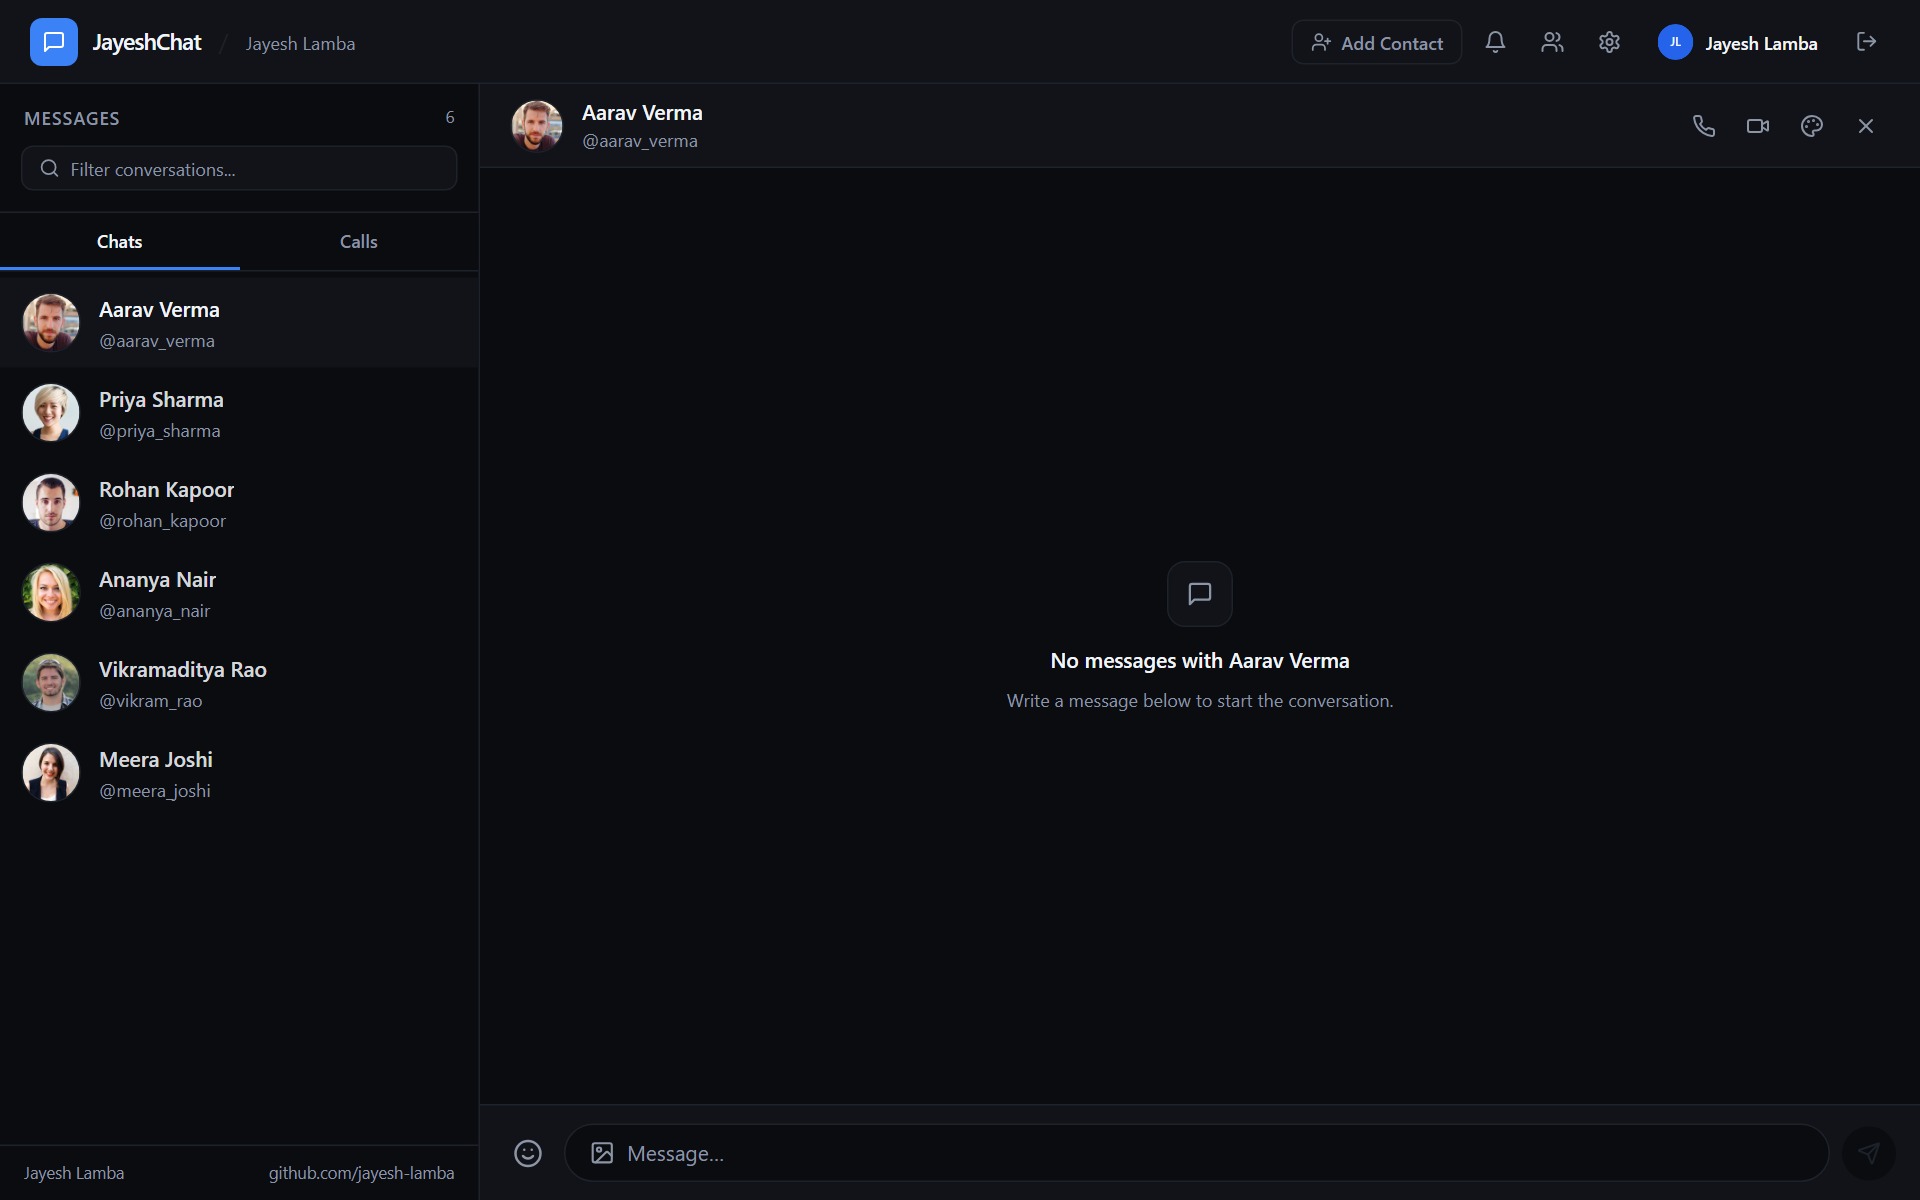 JayeshChat / Jayesh Lamba
Add Contact
JL Jayesh Lamba
MESSAGES 6
Filter conversations...
Chats Calls
Aarav Verma
@aarav_verma
Priya Sharma
@priya_sharma
Rohan Kapoor
@rohan_kapoor
Ananya Nair
@ananya_nair
Vikramaditya Rao
@vikram_rao
Meera Joshi
@meera_joshi
Jayesh Lamba github.com/jayesh-lamba
Aarav Verma
@aarav_verma
No messages with Aarav Verma
Write a message below to start the conversation.
Message...